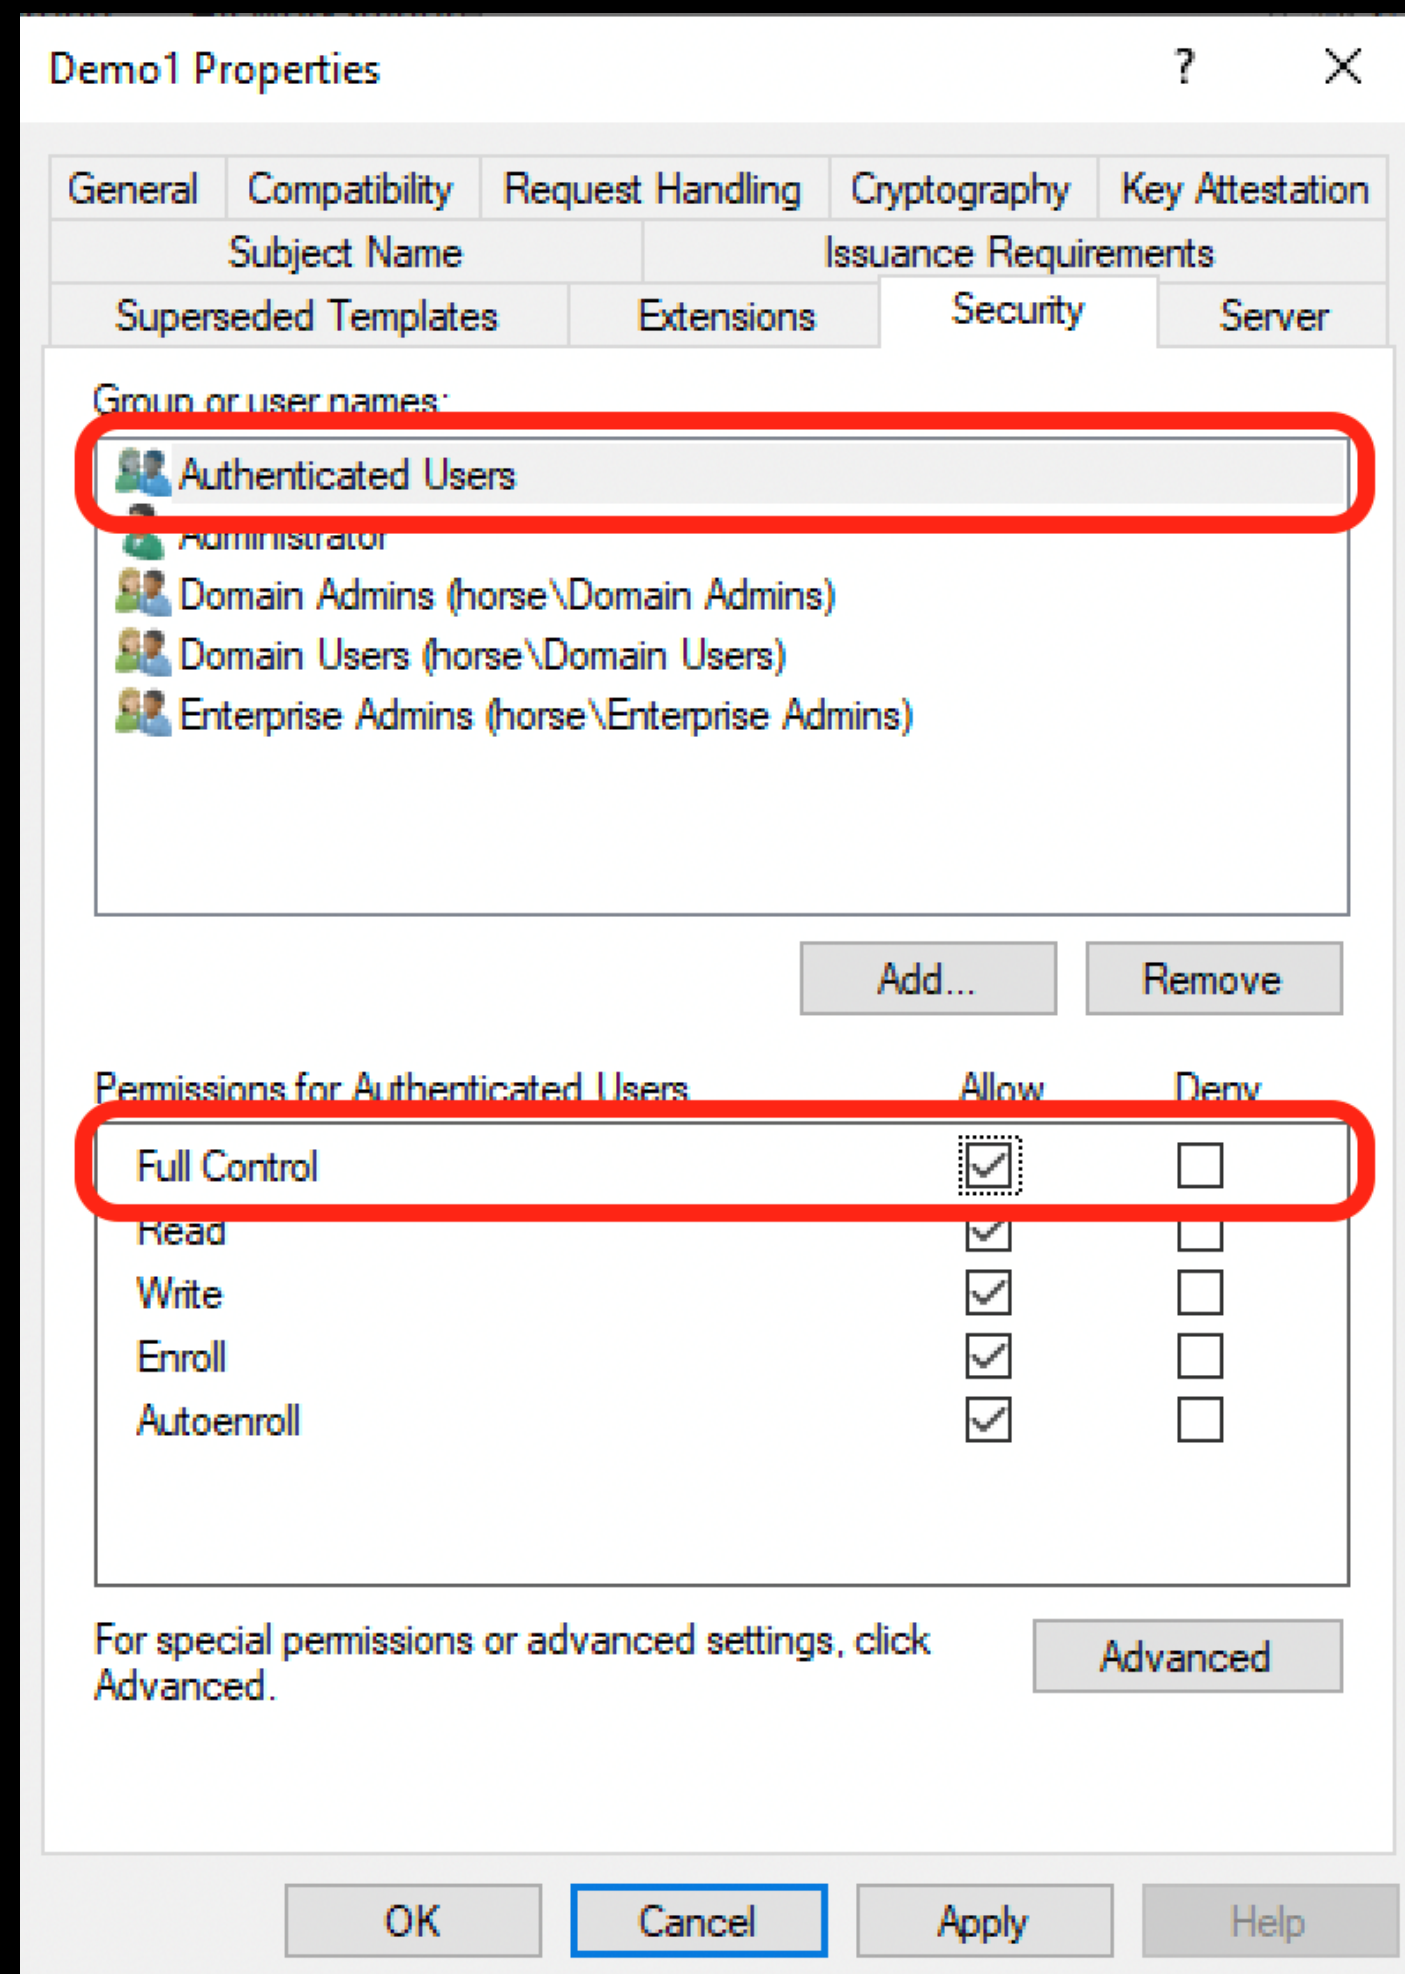 Demo1 Properties ?
General Compatibility Request Handling Cryptography Key Attestation
Subject Name Issuance Requirements
Superseded Templates Extensions Security Server
Group or user names:
Authenticated Users
Administrator
Domain Admins (horse\Domain Admins)
Domain Users (horse\Domain Users)
Enterprise Admins (horse\Enterprise Admins)
Add... Remove
Permissions for Authenticated Users Allow Deny
Full Control
Read
Write
Enroll
Autoenroll
For special permissions or advanced settings, click
Advanced.
Advanced
OK Cancel Apply Help